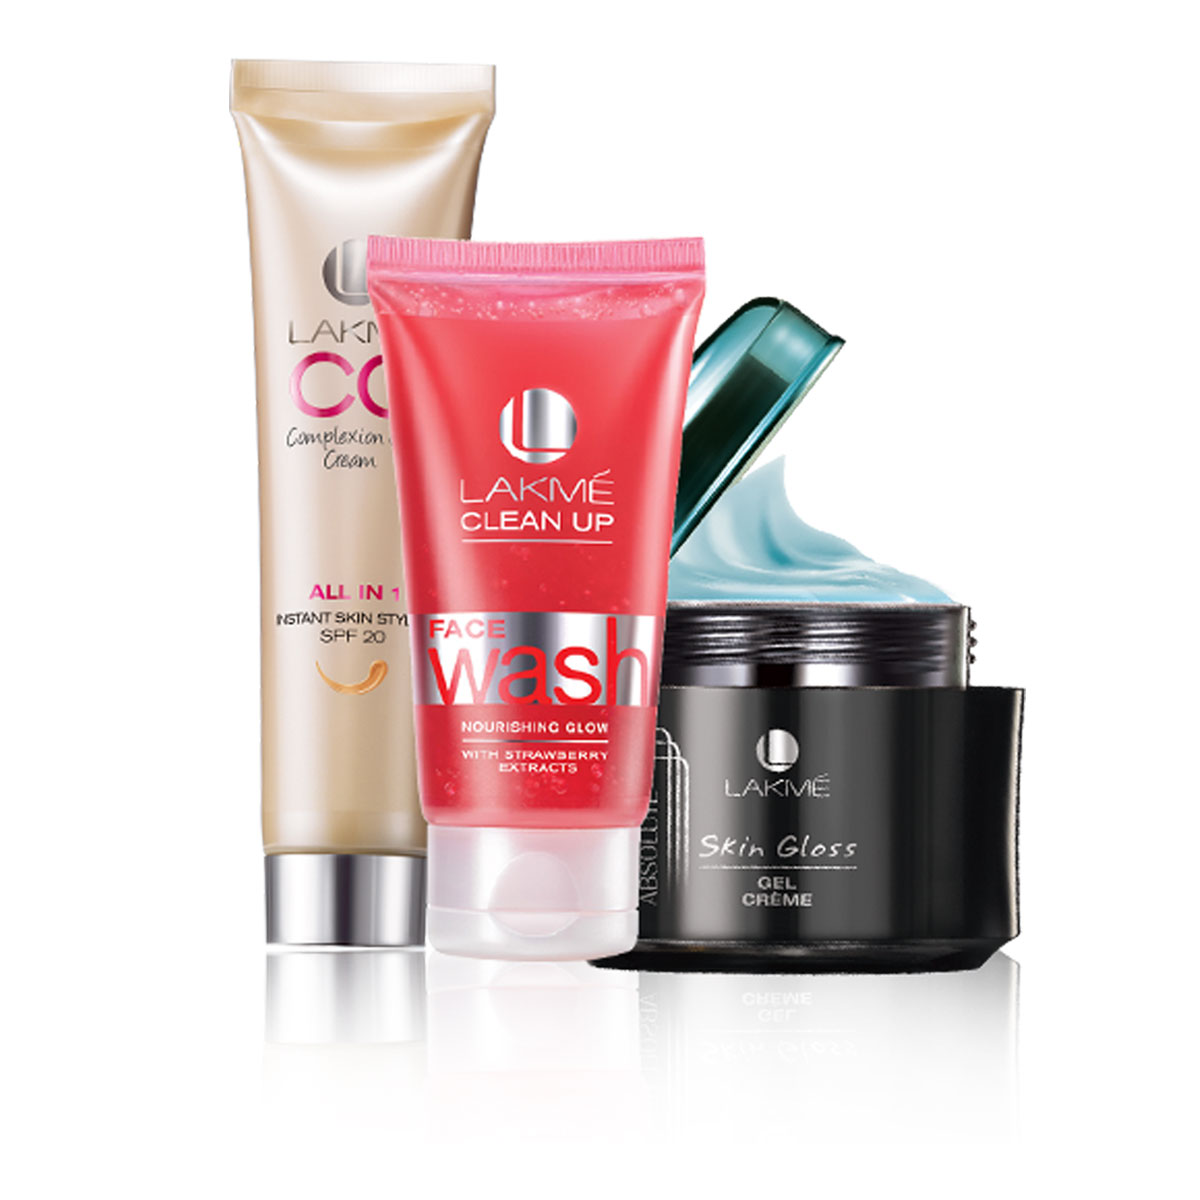 LAKM
CC
Complexion
Cream
ALL IN 1
INSTANT SKIN STYL
SPF 20
LAKMÉ
CLEAN UP
FACE
wash
NOURISHING GLOW
WITH STRAWBERRY
EXTRACTS
ABSOLUTE
LAKMÉ
Skin Gloss
GEL
CRÈME